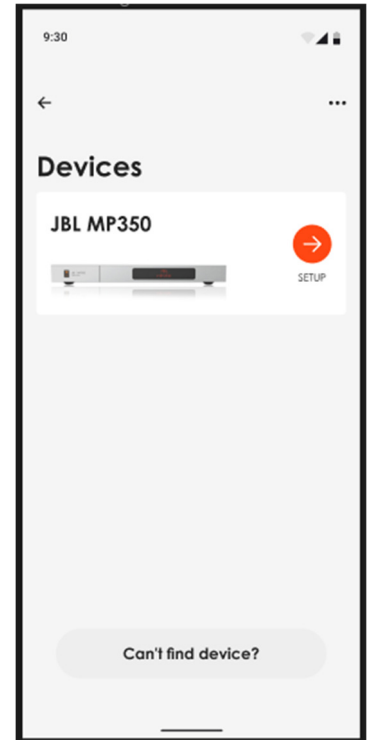 9:30
Devices
JBL MP350
SETUP
Can't find device?